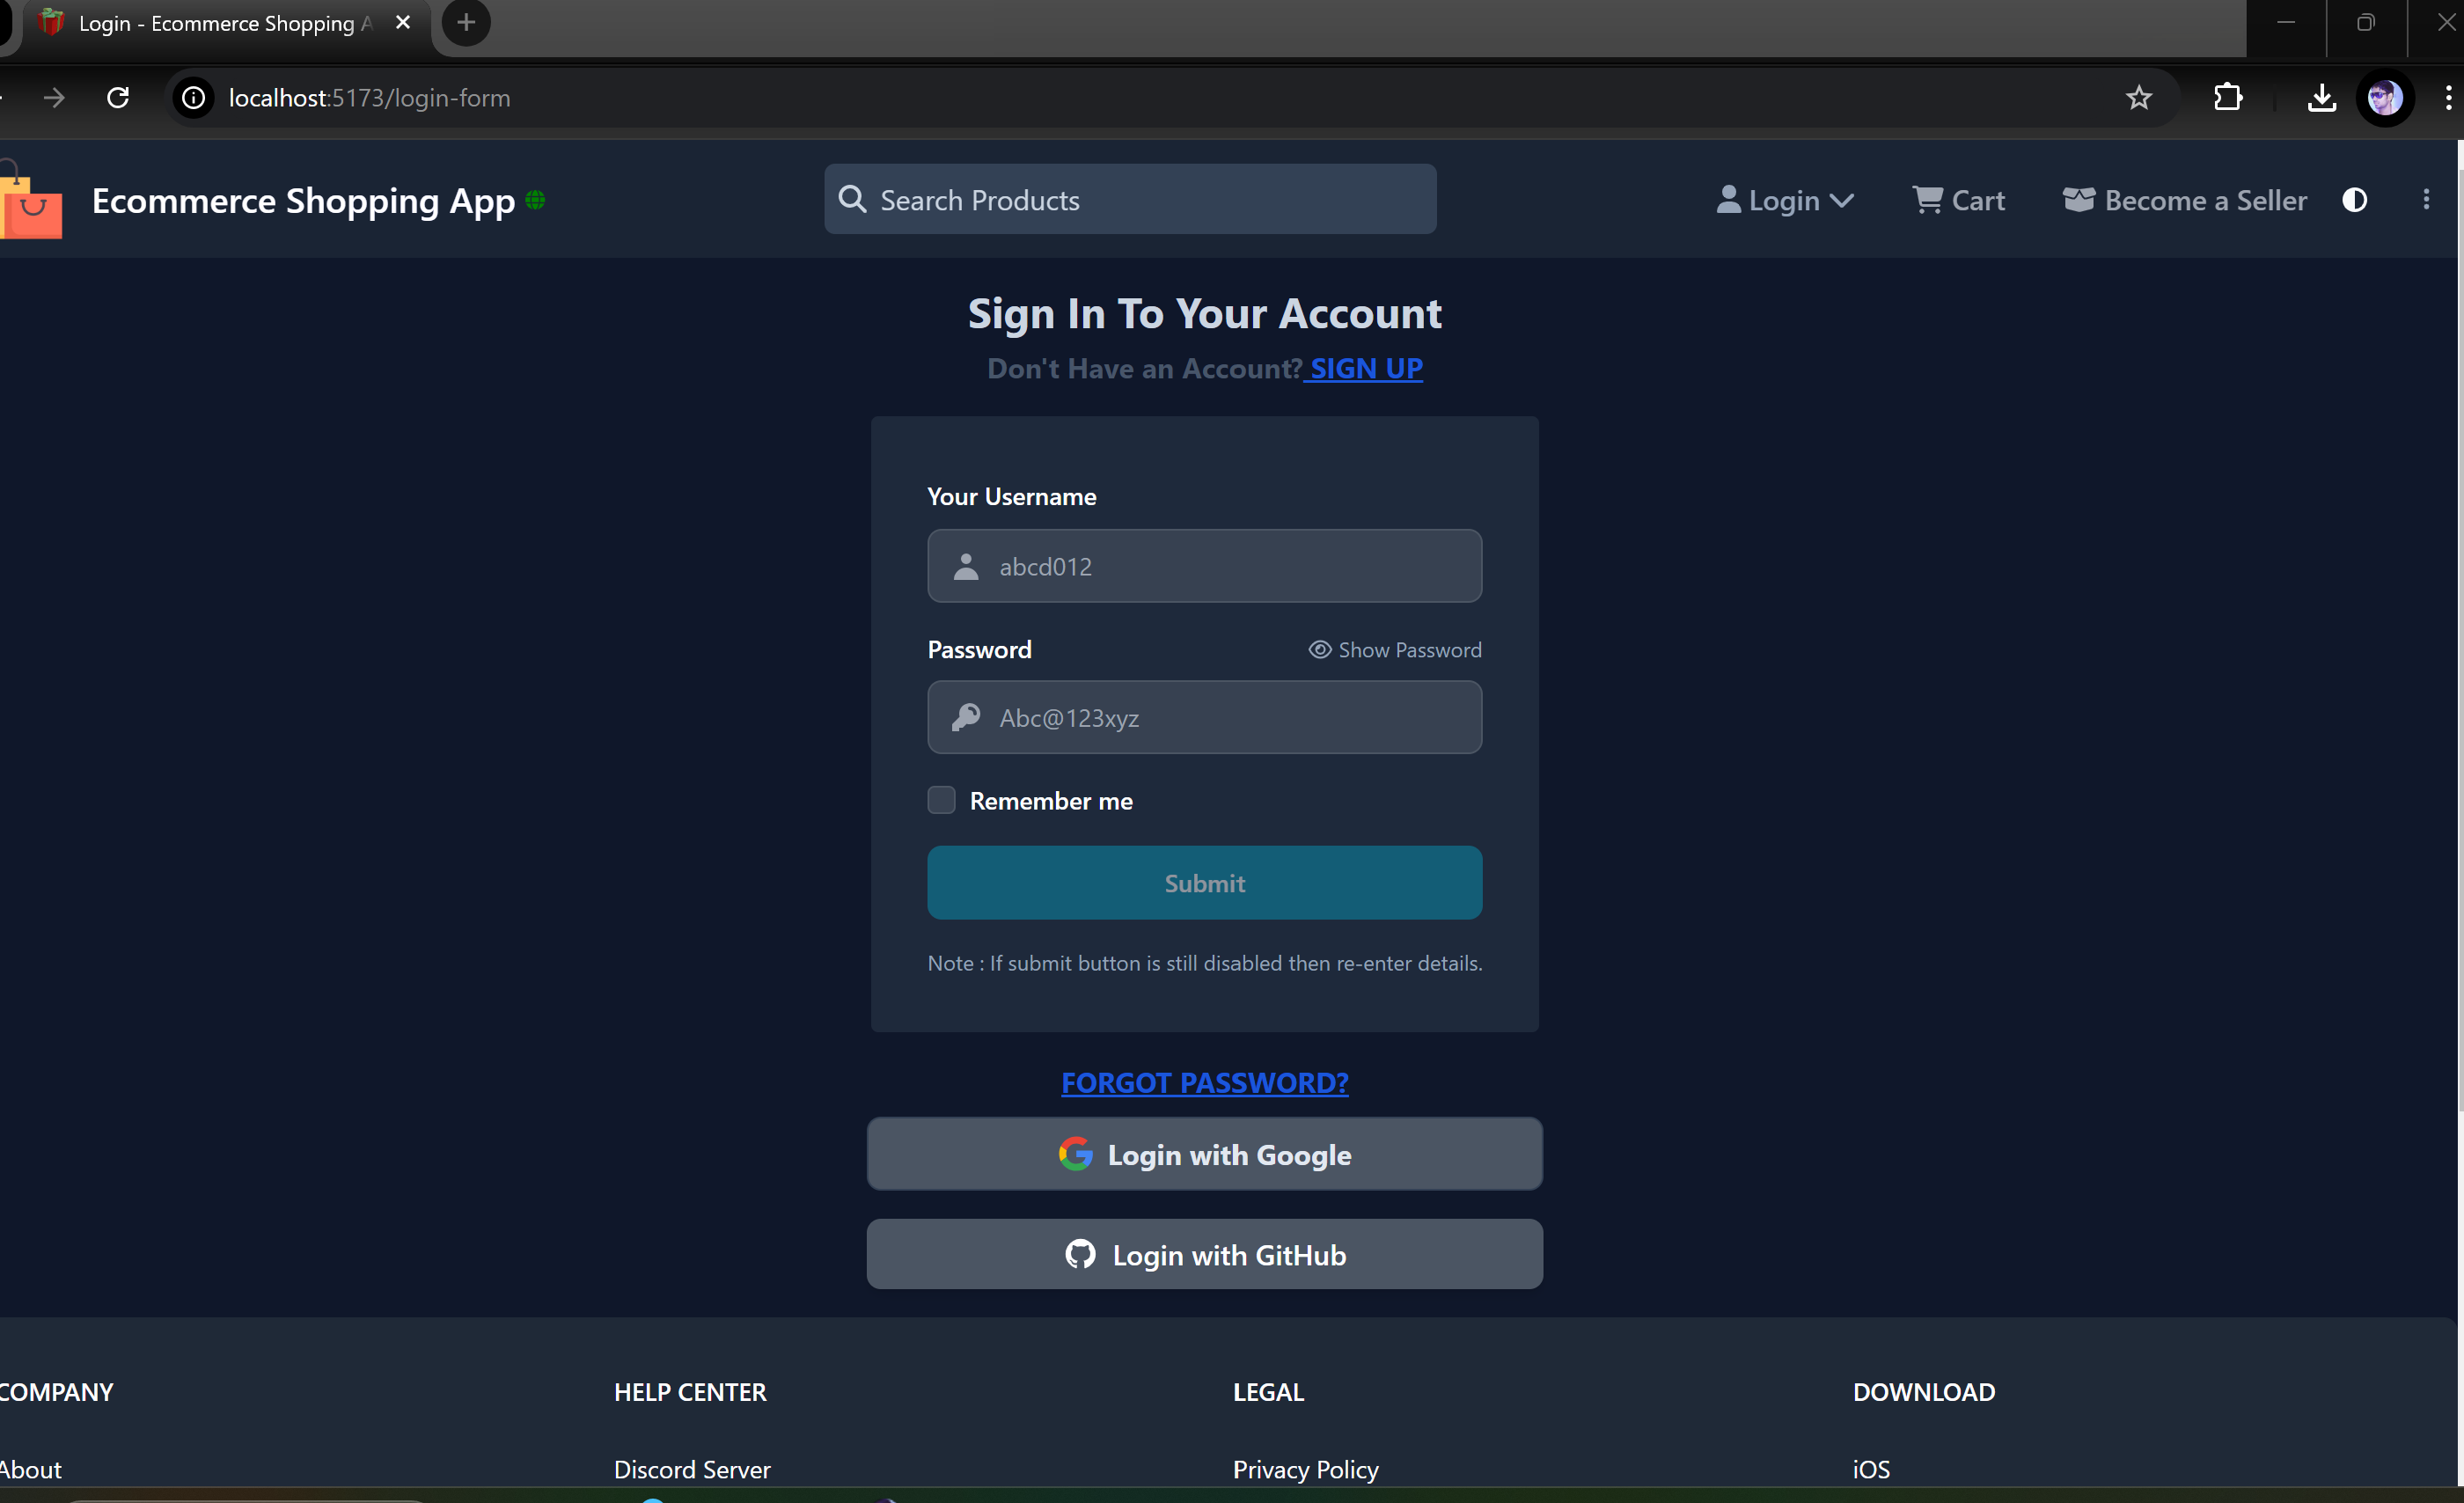 Login - Ecommerce Shopping A
localhost:5173/login-form
Ecommerce Shopping App
Search Products
Login
Cart
Become a Seller
Sign In To Your Account
Don't Have an Account? SIGN UP
Your Username
abcd012
Password
Show Password
Abc@123xyz
Remember me
Submit
Note : If submit button is still disabled then re-enter details.
FORGOT PASSWORD?
Login with Google
Login with GitHub
COMPANY
HELP CENTER
LEGAL
DOWNLOAD
About
Discord Server
Privacy Policy
iOS